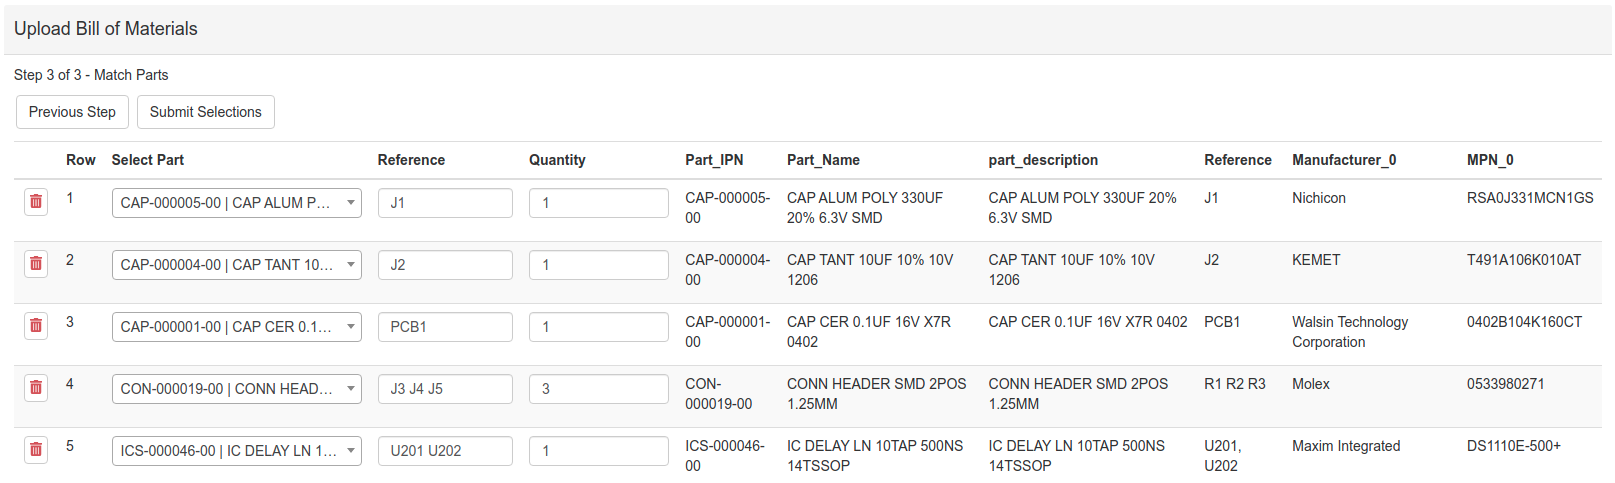 Upload Bill of Materials
Step 3 of 3 - Match Parts
Previous Step Submit Selections
Row Select Part Reference Quantity Part_IPN Part_Name part_description Reference Manufacturer_0 MPN_0
1 CAP-000005-00 | CAP ALUM P... J1 1 CAP-000005- CAP ALUM POLY 330UF CAP ALUM POLY 330UF 20% J1 Nichicon RSA0J331MCN1GS
00 20% 6.3V SMD 6.3V SMD
2 CAP-000004-00 | CAP TANT 10... J2 1 CAP-000004- CAP TANT 10UF 10% 10V CAP TANT 10UF 10% 10V J2 KEMET T491A106K010AT
00 1206 1206
3 CAP-000001-00 | CAP CER 0.1... PCB1 1 CAP-000001- CAP CER 0.1UF 16V X7R CAP CER 0.1UF 16V X7R 0402 PCB1 Walsin Technology 0402B104K160CT
00 0402 Corporation
4 CON-000019-00 | CONN HEAD... J3 J4 J5 3 CON- CONN HEADER SMD 2POS CONN HEADER SMD 2POS R1 R2 R3 Molex 0533980271
000019-00 1.25MM 1.25MM
5 ICS-000046-00 | IC DELAY LN 1... U201 U202 1 ICS-000046- IC DELAY LN 10TAP 500NS IC DELAY LN 10TAP 500NS U201, Maxim Integrated DS1110E-500+
00 14TSSOP 14TSSOP U202